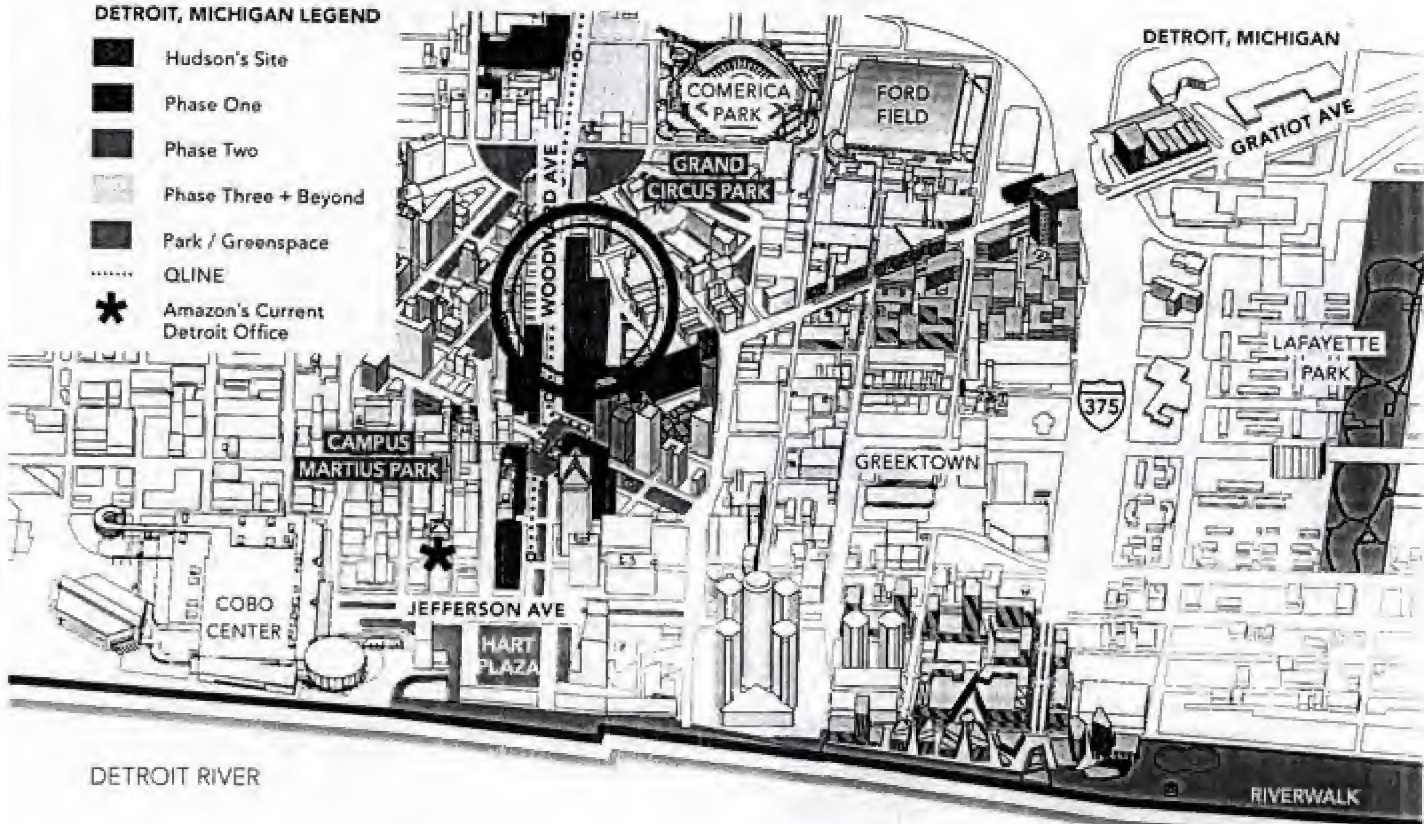 DETROIT, MICHIGAN LEGEND
Hudson's Site
Phase One
Phase Two
Phase Three + Beyond
Park / Greenspace
QLINE
Amazon's Current
Detroit Office
DETROIT, MICHIGAN
COMERICA
PARK
FORD
FIELD
GRATIOT AVE
GRAND
CIRCUS PARK
WOODWARD AVE
LAFAYETTE
PARK
375
CAMPUS
MARTIUS PARK
GREEKTOWN
COBO
CENTER
JEFFERSON AVE
HART
PLAZA
DETROIT RIVER
RIVERWALK